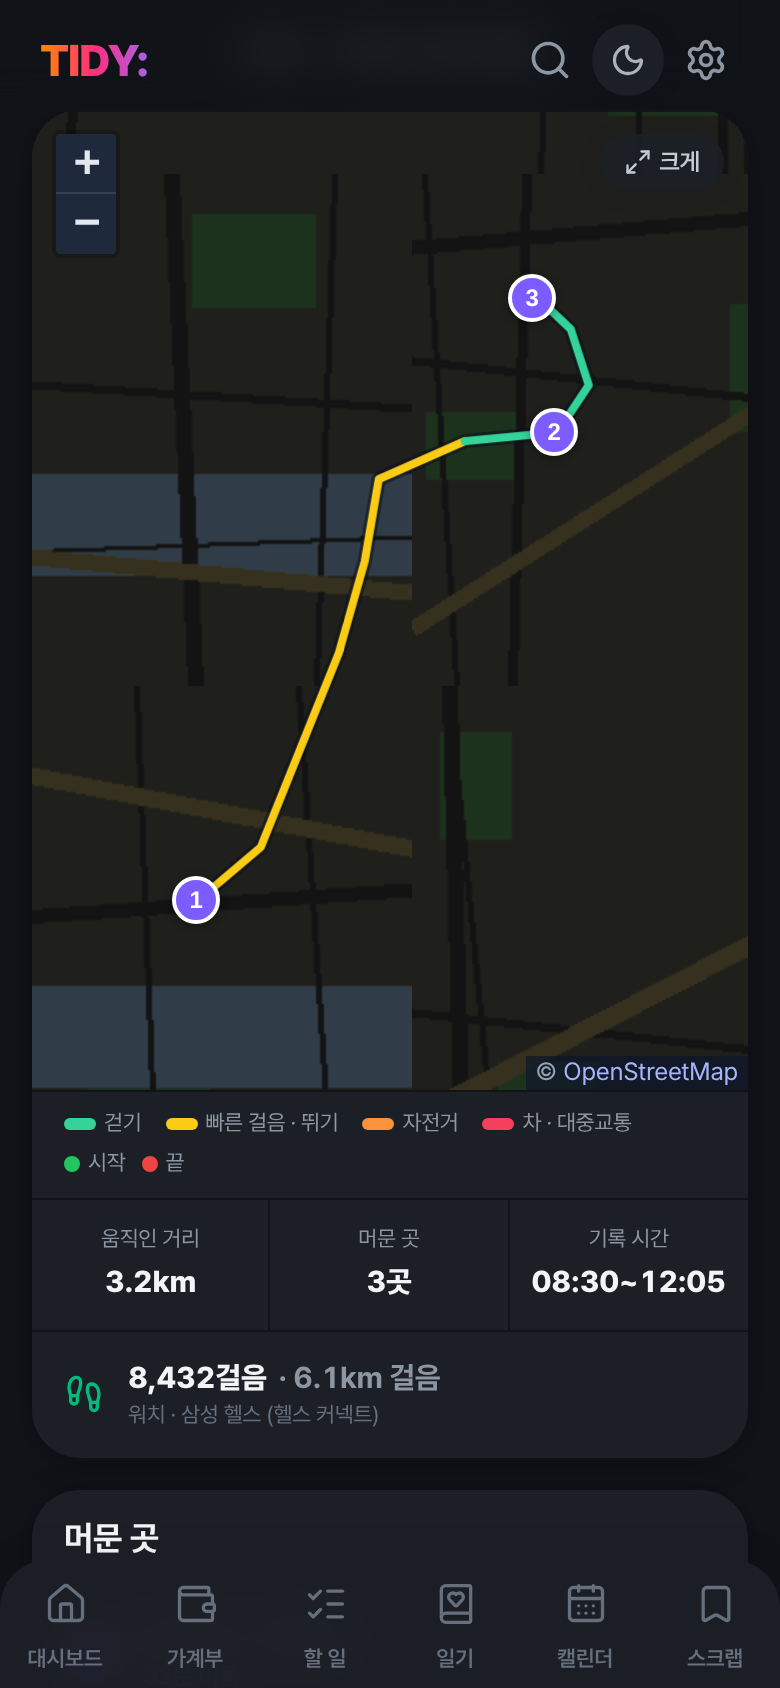 TIDY:
+
크게
−
3
2
1
© OpenStreetMap
걷기 빠른 걸음 · 뛰기 자전거 차 · 대중교통
시작 끝
움직인 거리 머문 곳 기록 시간
3.2km 3곳 08:30~12:05
8,432걸음 · 6.1km 걸음
워치 · 삼성 헬스 (헬스 커넥트)
머문 곳
대시보드 가계부 할 일 일기 캘린더 스크랩